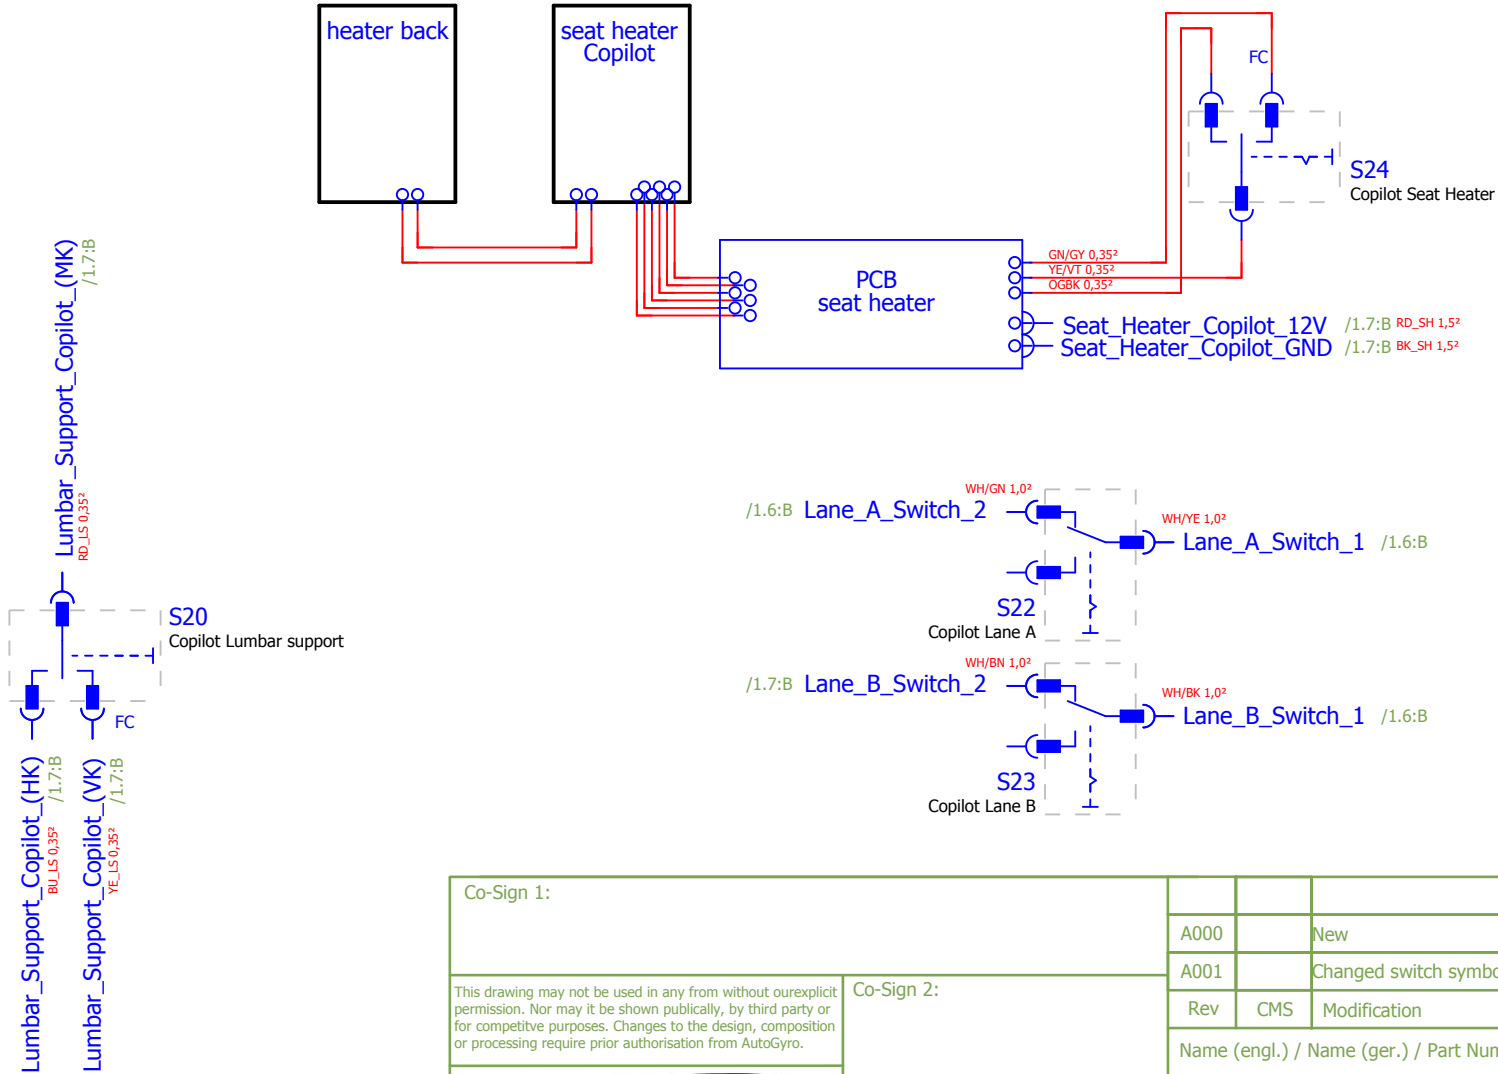 heater back
seat heater
Copilot
FC
S24
Copilot Seat Heater
PCB
seat heater
GN/GY 0,35²
YE/VT 0,35²
OGBK 0,35²
Seat_Heater_Copilot_12V /1.7:B RD_SH 1,5²
Seat_Heater_Copilot_GND /1.7:B BK_SH 1,5²
Lumbar_Support_Copilot_(MK)
/1.7:B
RD_LS 0,35²
S20
Copilot Lumbar support
FC
Lumbar_Support_Copilot_(HK)
/1.7:B
BU_LS 0,35²
Lumbar_Support_Copilot_(VK)
/1.7:B
YE_LS 0,35²
WH/GN 1,0²
/1.6:B Lane_A_Switch_2
WH/YE 1,0²
Lane_A_Switch_1 /1.6:B
S22
Copilot Lane A
WH/BN 1,0²
/1.7:B Lane_B_Switch_2
WH/BK 1,0²
Lane_B_Switch_1 /1.6:B
S23
Copilot Lane B
Co-Sign 1:
This drawing may not be used in any from without ourexplicit
permission. Nor may it be shown publically, by third party or
for competitve purposes. Changes to the design, composition
or processing require prior authorisation from AutoGyro.
Co-Sign 2:
A000 New
A001 Changed switch symbo
Rev CMS Modification
Name (engl.) / Name (ger.) / Part Num